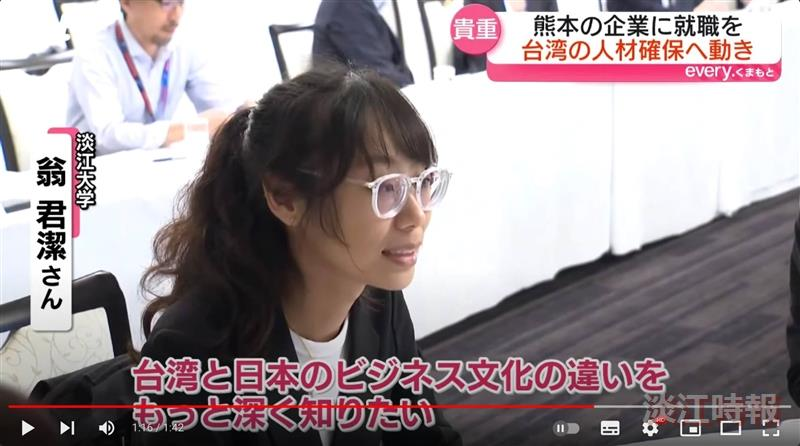 貴重
熊本の企業に就職を
台湾の人材確保へ動き
every.くまもと
淡江大学
翁 君潔さん
台湾と日本のビジネス文化の違いを
もっと深く知りたい
淡江時報
1:16 / 1:42
HD